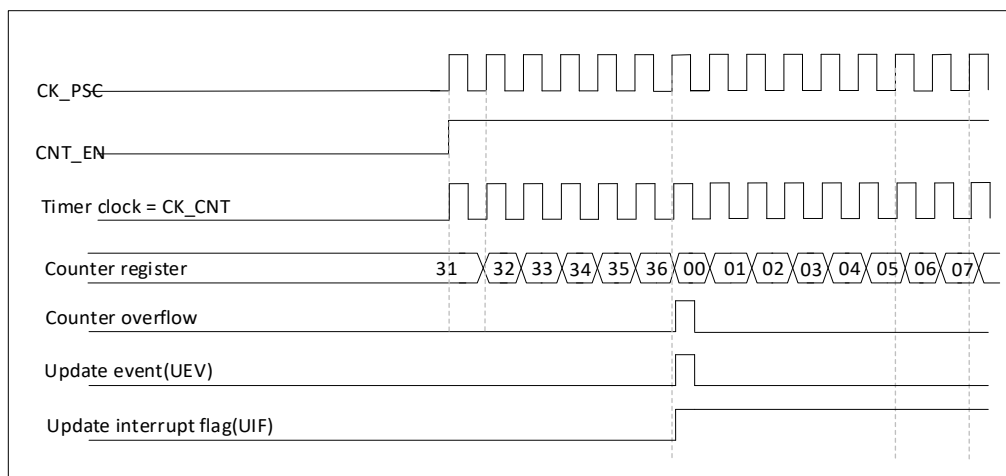 CK_PSC
CNT_EN
Timer clock = CK_CNT
Counter register 31 32 33 34 35 36 00 01 02 03 04 05 06 07
Counter overflow
Update event(UEV)
Update interrupt flag(UIF)